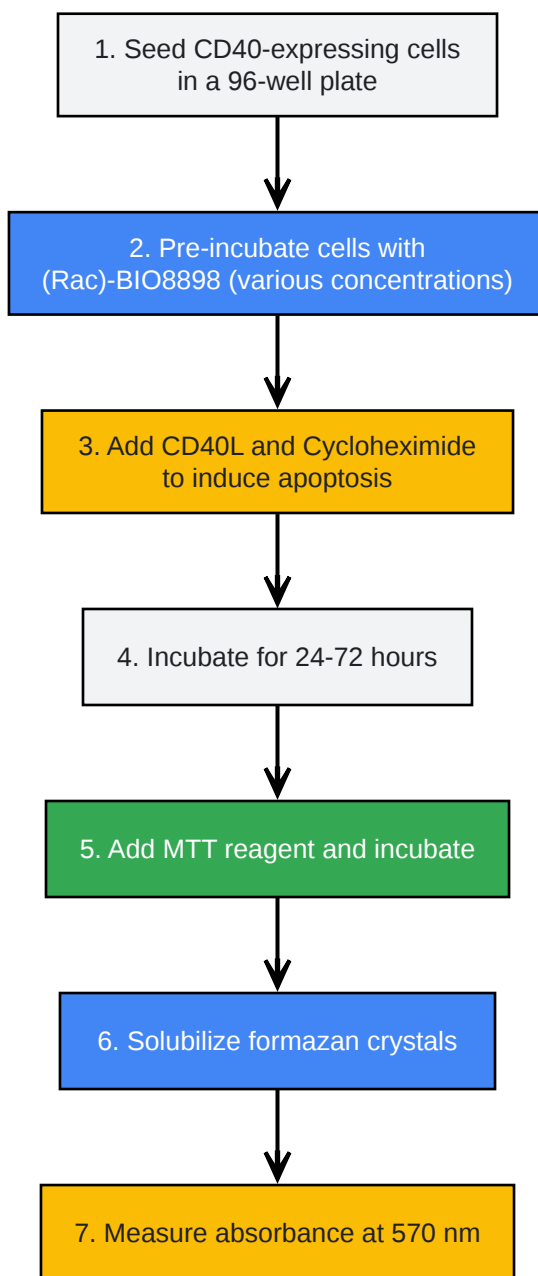 1. Seed CD40-expressing cells
in a 96-well plate
2. Pre-incubate cells with
(Rac)-BIO8898 (various concentrations)
3. Add CD40L and Cycloheximide
to induce apoptosis
4. Incubate for 24-72 hours
5. Add MTT reagent and incubate
6. Solubilize formazan crystals
7. Measure absorbance at 570 nm